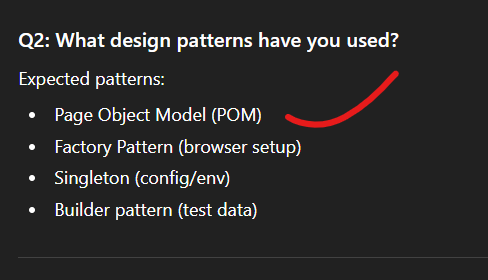 Q2: What design patterns have you used?
Expected patterns:
• Page Object Model (POM)
• Factory Pattern (browser setup)
• Singleton (config/env)
• Builder pattern (test data)